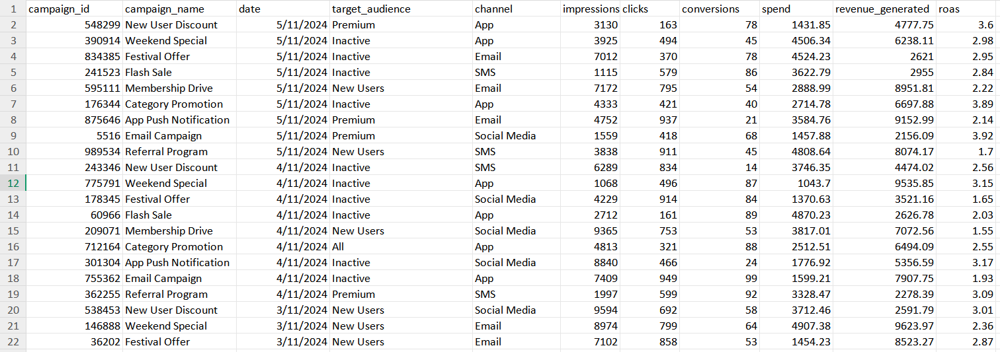 1 campaign_id campaign_name date target_audience channel impressions clicks conversions spend revenue_generated roas
2 548299 New User Discount 5/11/2024 Premium App 3130 163 78 1431.85 4777.75 3.6
3 390914 Weekend Special 5/11/2024 Inactive App 3925 494 45 4506.34 6238.11 2.98
4 834385 Festival Offer 5/11/2024 Inactive Email 7012 370 78 4524.23 2621 2.95
5 241523 Flash Sale 5/11/2024 Inactive SMS 1115 579 86 3622.79 2955 2.84
6 595111 Membership Drive 5/11/2024 New Users Email 7172 795 54 2888.99 8951.81 2.22
7 176344 Category Promotion 5/11/2024 Inactive App 4333 421 40 2714.78 6697.88 3.89
8 875646 App Push Notification 5/11/2024 Premium Email 4752 937 21 3584.76 9152.99 2.14
9 5516 Email Campaign 5/11/2024 Premium Social Media 1559 418 68 1457.88 2156.09 3.92
10 989534 Referral Program 5/11/2024 New Users SMS 3838 911 45 4808.64 8074.17 1.7
11 243346 New User Discount 4/11/2024 Inactive SMS 6289 834 14 3746.35 4474.02 2.56
12 775791 Weekend Special 4/11/2024 Inactive App 1068 496 87 1043.7 9535.85 3.15
13 178345 Festival Offer 4/11/2024 Inactive Social Media 4229 914 84 1370.63 3521.16 1.65
14 60966 Flash Sale 4/11/2024 Inactive App 2712 161 89 4870.23 2626.78 2.03
15 209071 Membership Drive 4/11/2024 New Users Social Media 9365 753 53 3817.01 7072.56 1.55
16 712164 Category Promotion 4/11/2024 All App 4813 321 88 2512.51 6494.09 2.55
17 301304 App Push Notification 4/11/2024 Inactive Social Media 8840 466 24 1776.92 5356.59 3.17
18 755362 Email Campaign 4/11/2024 Inactive App 7409 949 99 1599.21 7907.75 1.93
19 362255 Referral Program 4/11/2024 Premium SMS 1997 599 92 3328.47 2278.39 3.09
20 538453 New User Discount 3/11/2024 New Users Social Media 9594 692 58 3712.46 2591.79 3.01
21 146888 Weekend Special 3/11/2024 New Users Email 8974 799 64 4907.38 9623.97 2.36
22 36202 Festival Offer 3/11/2024 New Users Email 7102 858 53 1454.23 8523.27 2.87